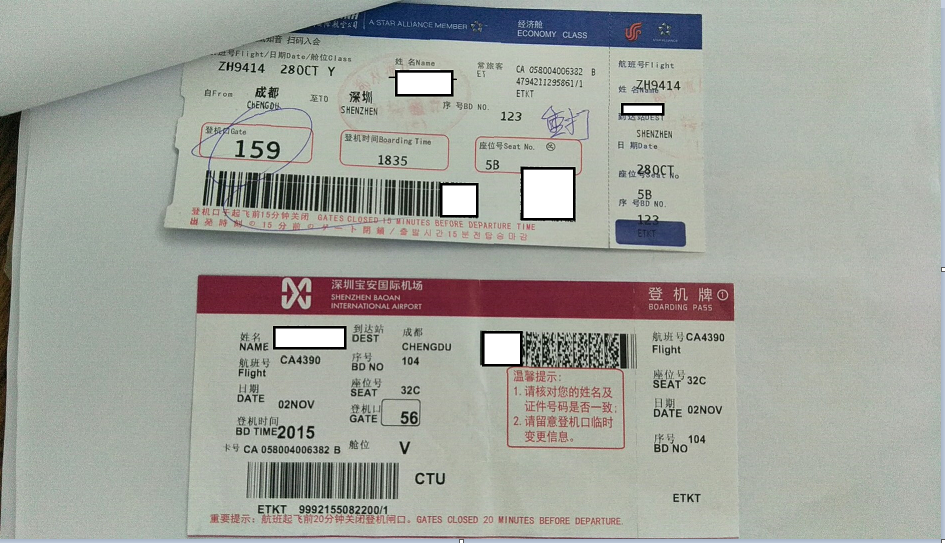 A STAR ALLIANCE MEMBER
经济舱
ECONOMY CLASS
扫码入会
航班号Flight/日期Date/舱位Class
ZH9414 28OCT Y
姓 名Name
常旅客
CA 058004006382 B
4794211295861/1
ETKT
自From 成都
CHENGDU
至TO 深圳
SHENZHEN
序 号BD NO.
123
重打
登机口Gate
159
登机时间Boarding Time
1835
座位号Seat No.
5B
登机口于起飞前15分钟关闭 GATES CLOSED 15 MINUTES BEFORE DEPARTURE TIME
出発時刻の15分前のゲート閉鎖/출발시간15분전탑승마감
航班号Flight
ZH9414
姓 名Name
到达站DEST
SHENZHEN
日 期Date
28OCT
座位号Seat No
5B
序 号BD NO.
123
ETKT
深圳宝安国际机场
SHENZHEN BAOAN
INTERNATIONAL AIRPORT
登机牌
BOARDING PASS
姓名
NAME
到达站
DEST
成都
CHENGDU
航班号
Flight
CA4390
序号
BD NO
104
日期
DATE
02NOV
座位号
SEAT
32C
登机口
GATE
56
登机时间
BD TIME 2015
卡号 CA 058004006382 B
舱位 V
CTU
ETKT 9992155082200/1
重要提示: 航班起飞前20分钟关闭登机闸口。GATES CLOSED 20 MINUTES BEFORE DEPARTURE.
温馨提示:
1.请核对您的姓名及
证件号码是否一致;
2.请留意登机口临时
变更信息。
航班号 CA4390
Flight
座位号
SEAT 32C
日期
DATE 02NOV
序号
BD NO 104
ETKT